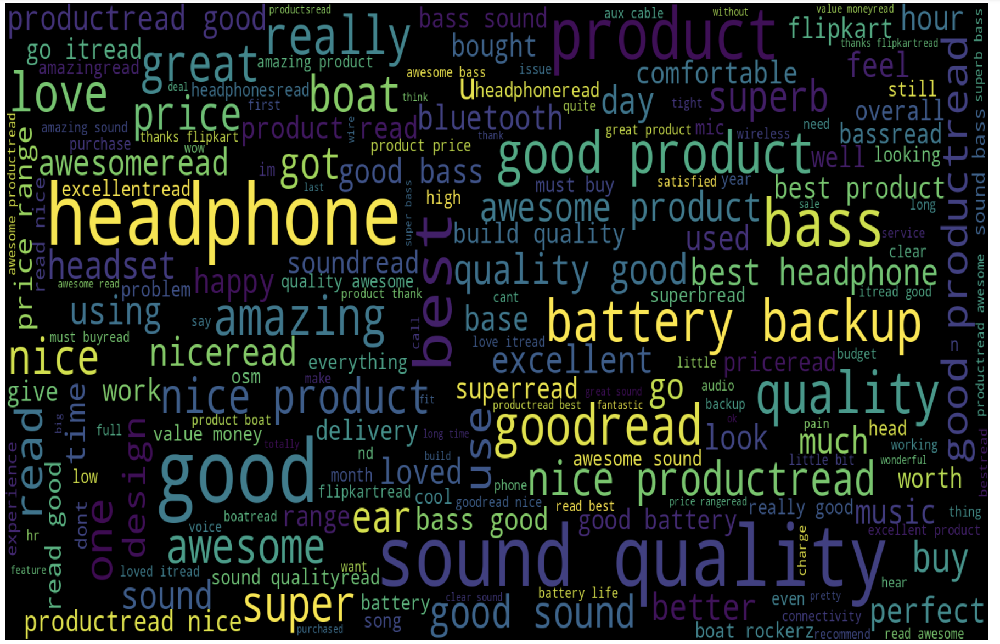 productread good
productsread
really
bass sound
product
aux cable
without
value moneyread
flipkart
hour
thanks flipkartread
go itread
great
amazing product
bought
amazingread
awesome bass
issue
comfortable
feel
love
deal
headphonesread
boat
think
u
headphoneread
quite
day
tight
superb
still
overall
price
first
product read
wire
bluetooth
thank
great product
mic
wireless
need
bassread
amazing sound
thanks flipkart
purchase
wow
product price
good product
well
looking
awesomeread
im
got
good bass
last
must buy
satisfied
year
best product
excellentread
headphone
super bass
high
awesome product
bass
sale
long
price range
awesome productread
read nice
best
build quality
used
service
clear
headset
soundread
quality good
best headphone
happy
quality awesome
awesome read
problem
product thank
cant
superbread
itread good
using
say
amazing
call
base
battery backup
must buyread
love itread
nice
niceread
everything
excellent
little
priceread
budget
n
good productread
superb bass
sound bass
awesome
productread
bestread
give
work
osm
make
nice product
fit
superread
great sound
go
audio
backup
quality
productread best
fantastic
time
big
read
full
product boat
value money
totally
delivery
long time
use
goodread
ok
look
pain
much
head
working
design
good
nd
build
awesome sound
little bit
wonderful
experience
low
month
loved
phone
nice productread
worth
flipkartread
cool
goodread nice
read best
price rangeread
really good
music
thing
read good
dont
one
boatread
range
ear
bass good
good battery
excellent product
hr
voice
awesome
sound quality
charge
buy
feature
loved itread
want
sound qualityread
hear
sound
super
battery
clear sound
battery life
good sound
better
even
pretty
perfect
connectivity
productread nice
purchased
song
boat rockerz
recommend
read awesome